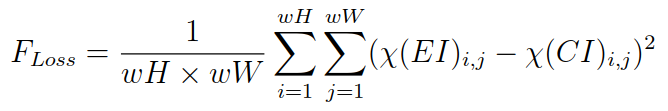 F_{Loss} = \frac{1}{wH \times wW} \sum_{i=1}^{wH} \sum_{j=1}^{wW} (\chi(EI)_{i,j} - \chi(CI)_{i,j})^2